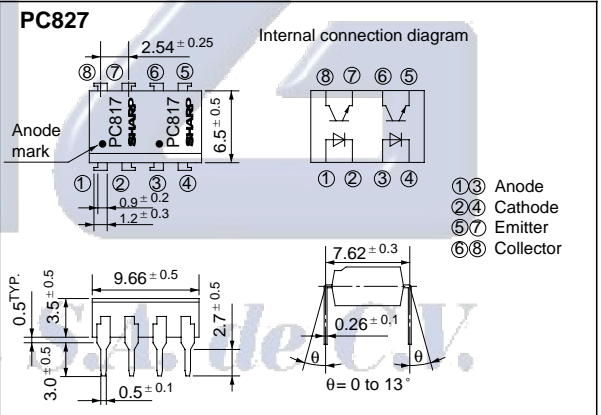 PC827
2.54 ± 0.25
Internal connection diagram
⑧ ⑦ ⑥ ⑤
⑧ ⑦ ⑥ ⑤
PC817
SHARP
PC817
SHARP
6.5 ± 0.5
Anode
mark
① ② ③ ④
① ② ③ ④
0.9 ± 0.2
1.2 ± 0.3
①③ Anode
②④ Cathode
⑤⑦ Emitter
⑥⑧ Collector
9.66 ± 0.5
7.62 ± 0.3
0.5TYP.
3.5 ± 0.5
2.7 ± 0.5
0.26 ± 0.1
3.0 ± 0.5
0.5 ± 0.1
θ θ
θ= 0 to 13 °
S.A. de C.V.